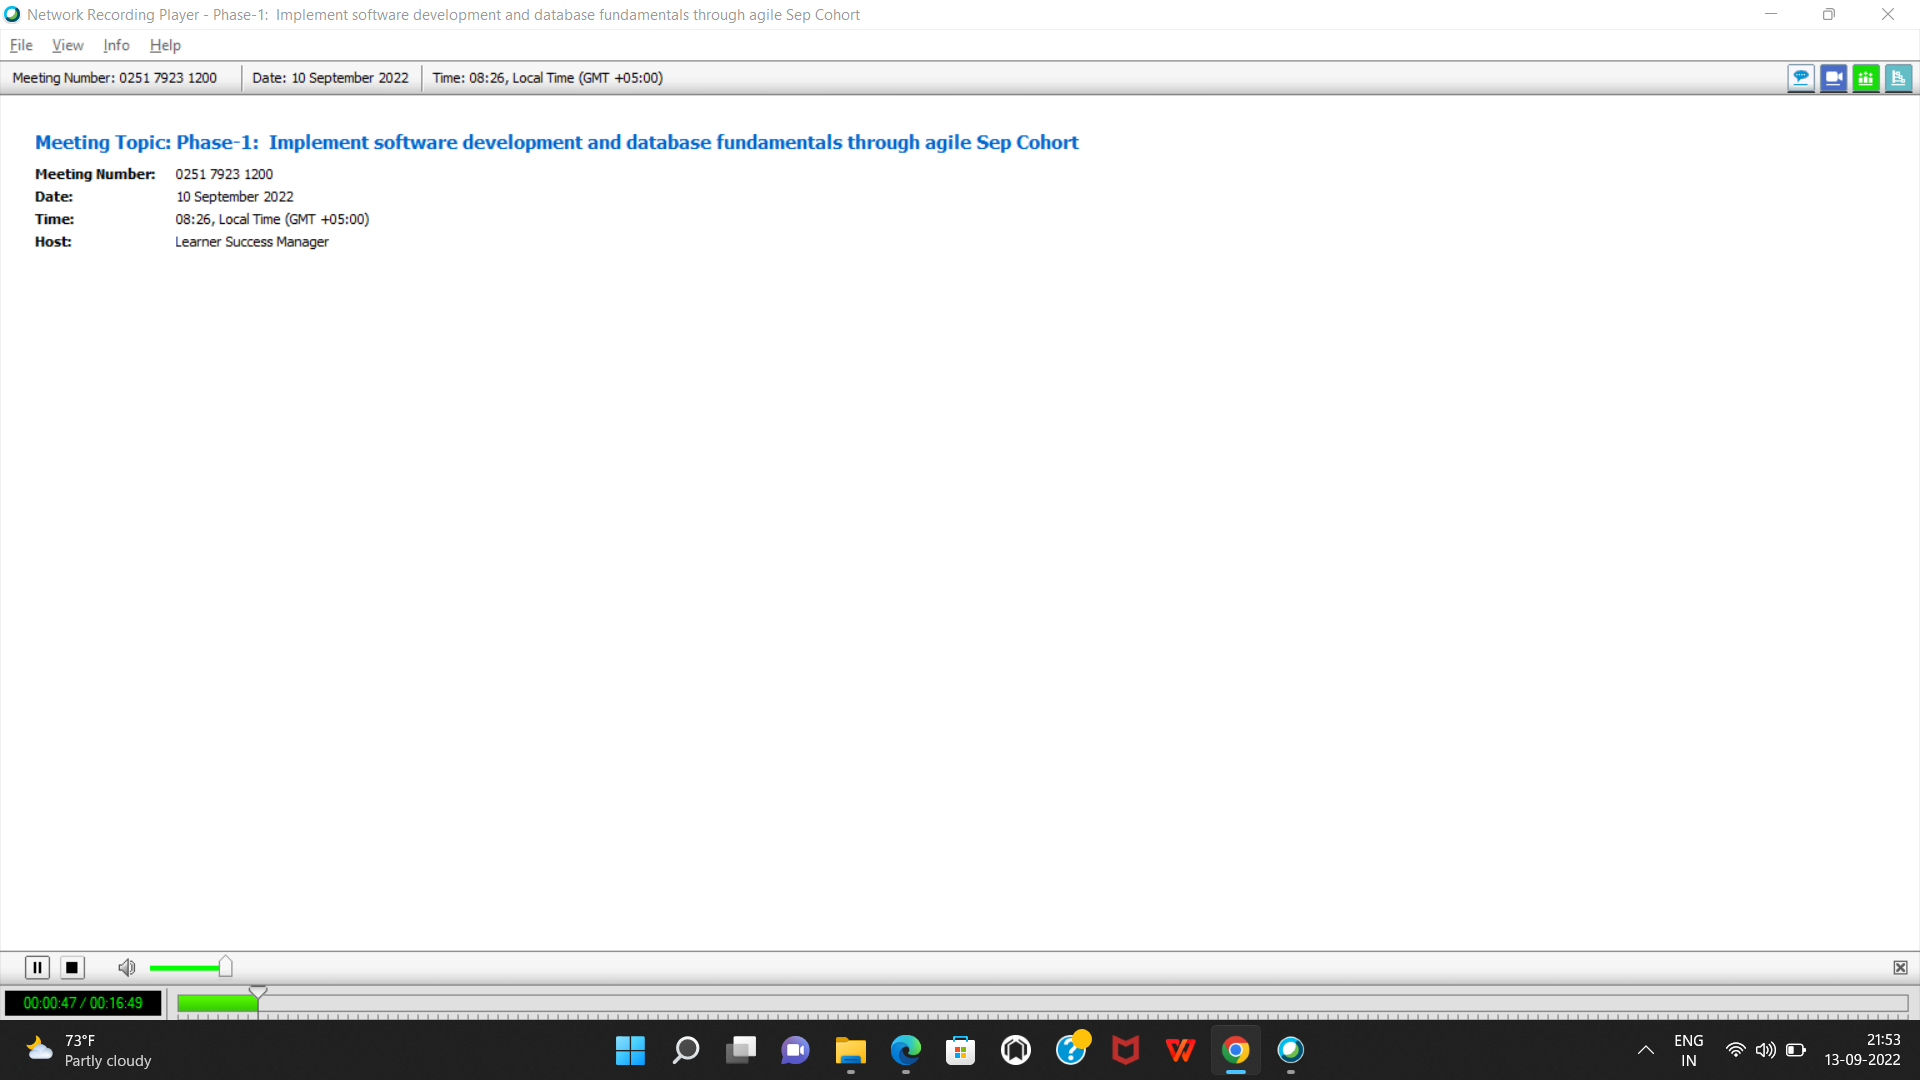 Network Recording Player - Phase-1:  Implement software development and database fundamentals through agile Sep Cohort
File View Info Help
Meeting Number: 0251 7923 1200 Date: 10 September 2022 Time: 08:26, Local Time (GMT +05:00)
Meeting Topic: Phase-1:  Implement software development and database fundamentals through agile Sep Cohort
Meeting Number: 0251 7923 1200
Date: 10 September 2022
Time: 08:26, Local Time (GMT +05:00)
Host: Learner Success Manager
00:00:47 / 00:16:49
73°F
Partly cloudy
ENG
IN
21:53
13-09-2022